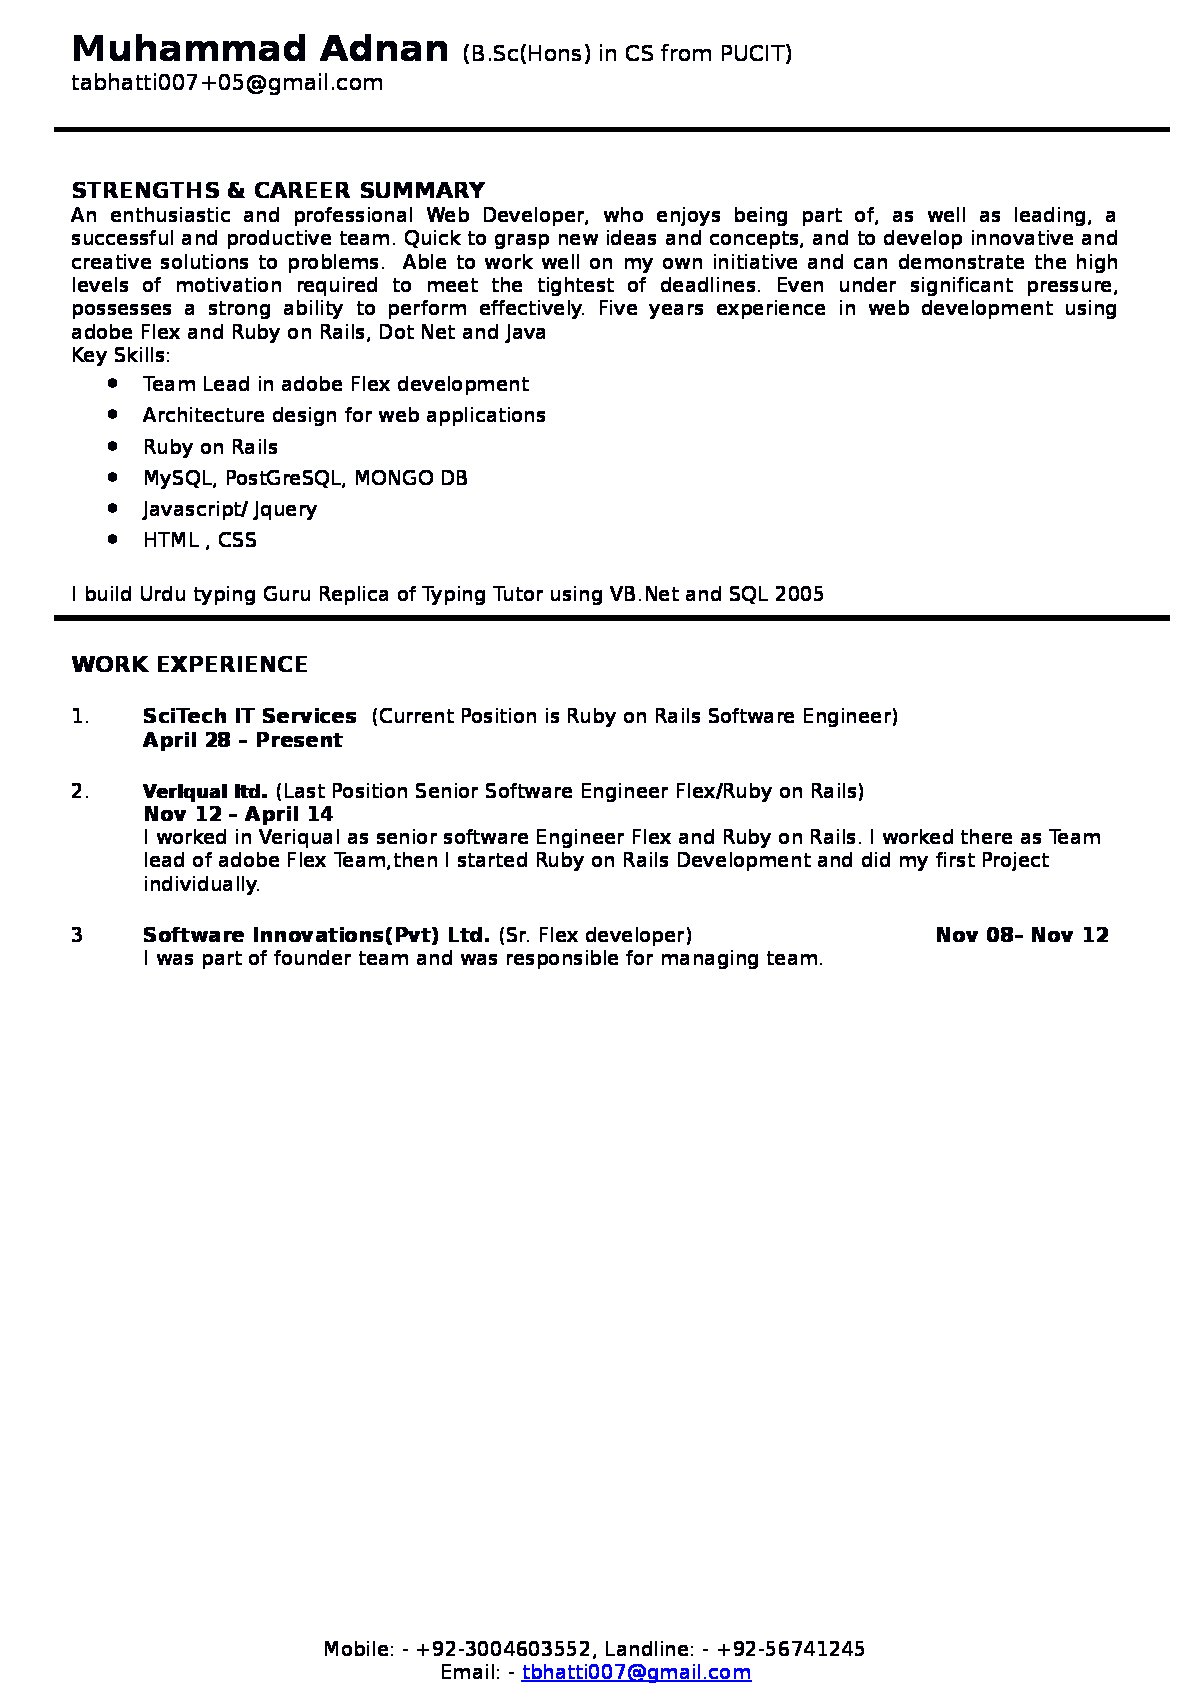 Muhammad Adnan (B.Sc(Hons) in CS from PUCIT)
tabhatti007+05@gmail.com
STRENGTHS & CAREER SUMMARY
An enthusiastic and professional Web Developer, who enjoys being part of, as well as leading, a
successful and productive team. Quick to grasp new ideas and concepts, and to develop innovative and
creative solutions to problems.  Able to work well on my own initiative and can demonstrate the high
levels of motivation required to meet the tightest of deadlines. Even under significant pressure,
possesses a strong ability to perform effectively. Five years experience in web development using
adobe Flex and Ruby on Rails, Dot Net and Java
Key Skills:
● Team Lead in adobe Flex development
● Architecture design for web applications
● Ruby on Rails
● MySQL, PostGreSQL, MONGO DB
● Javascript/ Jquery
● HTML , CSS
I build Urdu typing Guru Replica of Typing Tutor using VB.Net and SQL 2005
WORK EXPERIENCE
1. SciTech IT Services  (Current Position is Ruby on Rails Software Engineer)
April 28 – Present
2. Veriqual ltd. (Last Position Senior Software Engineer Flex/Ruby on Rails)
Nov 12 – April 14
I worked in Veriqual as senior software Engineer Flex and Ruby on Rails. I worked there as Team
lead of adobe Flex Team,then I started Ruby on Rails Development and did my first Project
individually.
3 Software Innovations(Pvt) Ltd. (Sr. Flex developer) Nov 08– Nov 12
I was part of founder team and was responsible for managing team.
Mobile: - +92-3004603552, Landline: - +92-56741245
Email: - tbhatti007@gmail.com